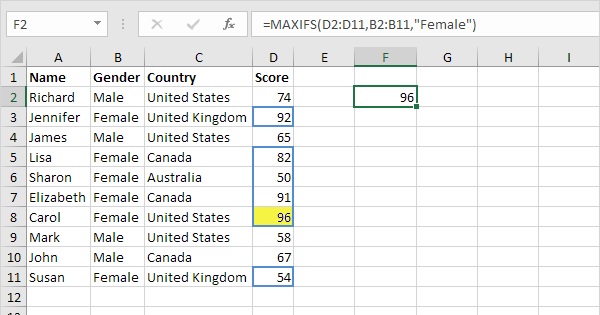 F2 fx =MAXIFS(D2:D11,B2:B11,"Female")
A B C D E F G H I
1 Name Gender Country Score
2 Richard Male United States 74 96
3 Jennifer Female United Kingdom 92
4 James Male United States 65
5 Lisa Female Canada 82
6 Sharon Female Australia 50
7 Elizabeth Female Canada 91
8 Carol Female United States 96
9 Mark Male United States 58
10 John Male Canada 67
11 Susan Female United Kingdom 54
12
13